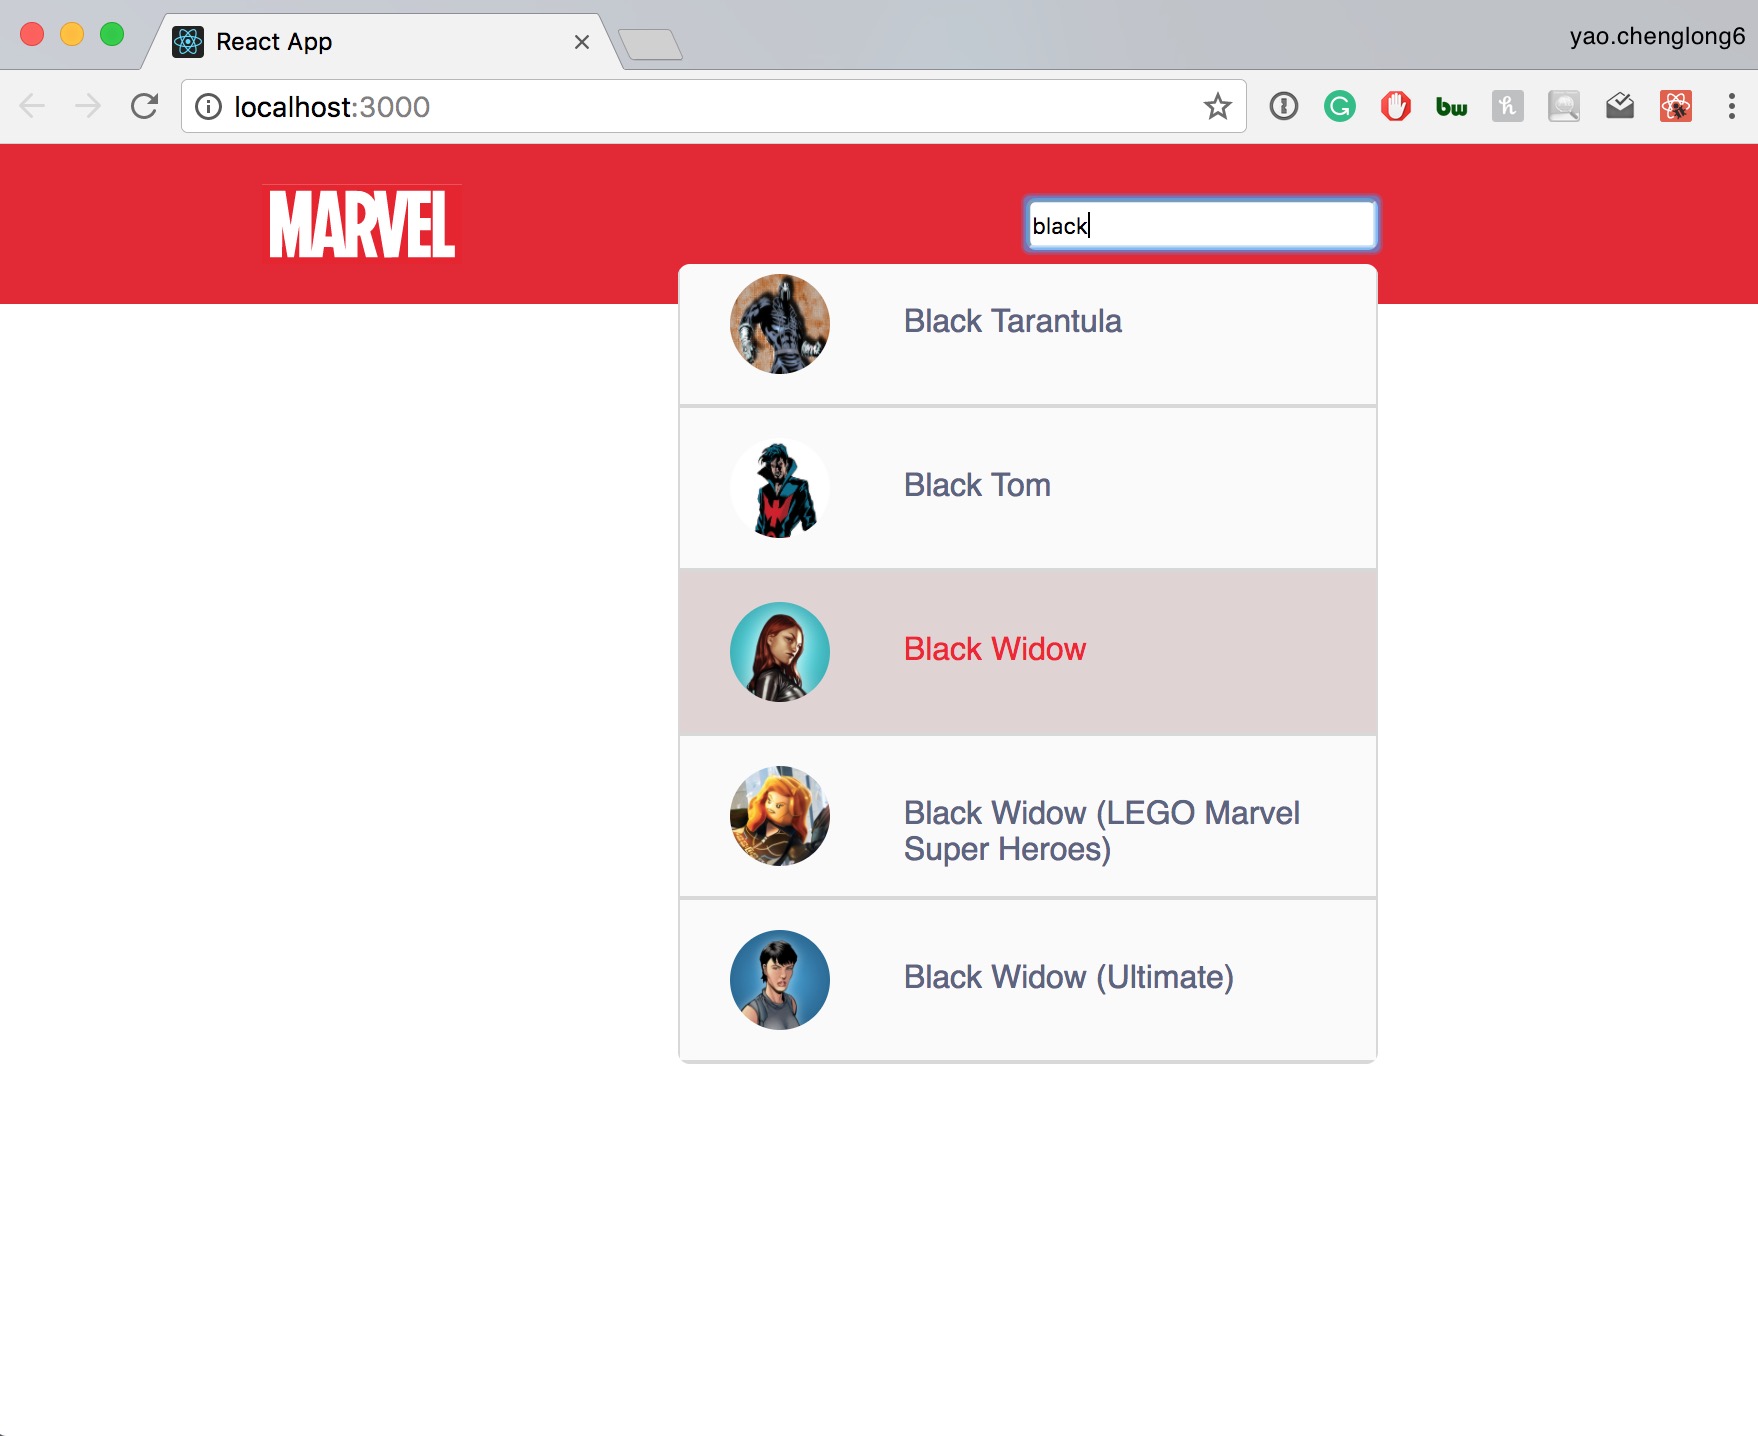 React App
yao.chenglong6
localhost:3000
bw
h
MARVEL
black
Black Tarantula
Black Tom
Black Widow
Black Widow (LEGO Marvel
Super Heroes)
Black Widow (Ultimate)